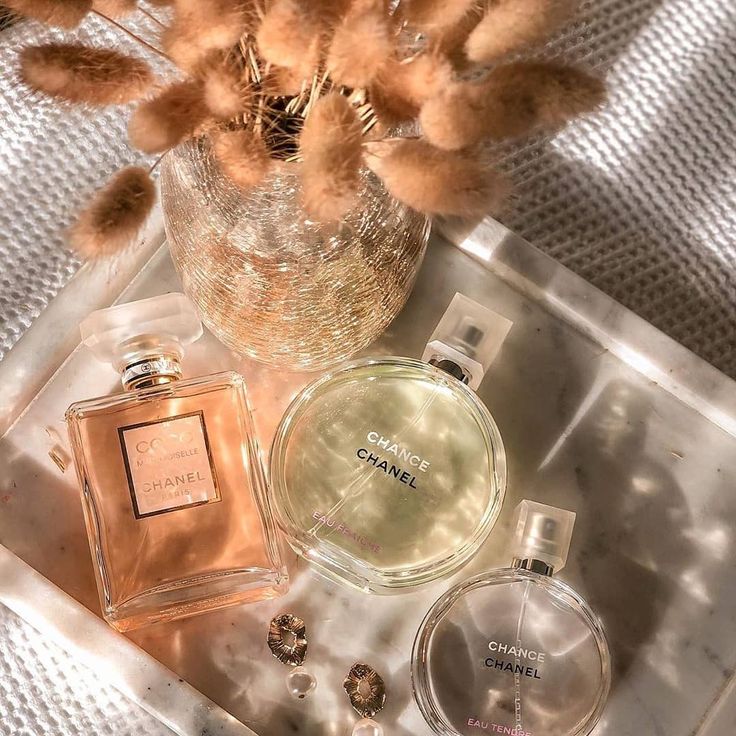 COCO
MADEMOISELLE
CHANEL
PARIS
CHANCE
CHANEL
EAU FRAÎCHE
CHANCE
CHANEL
EAU TENDRE